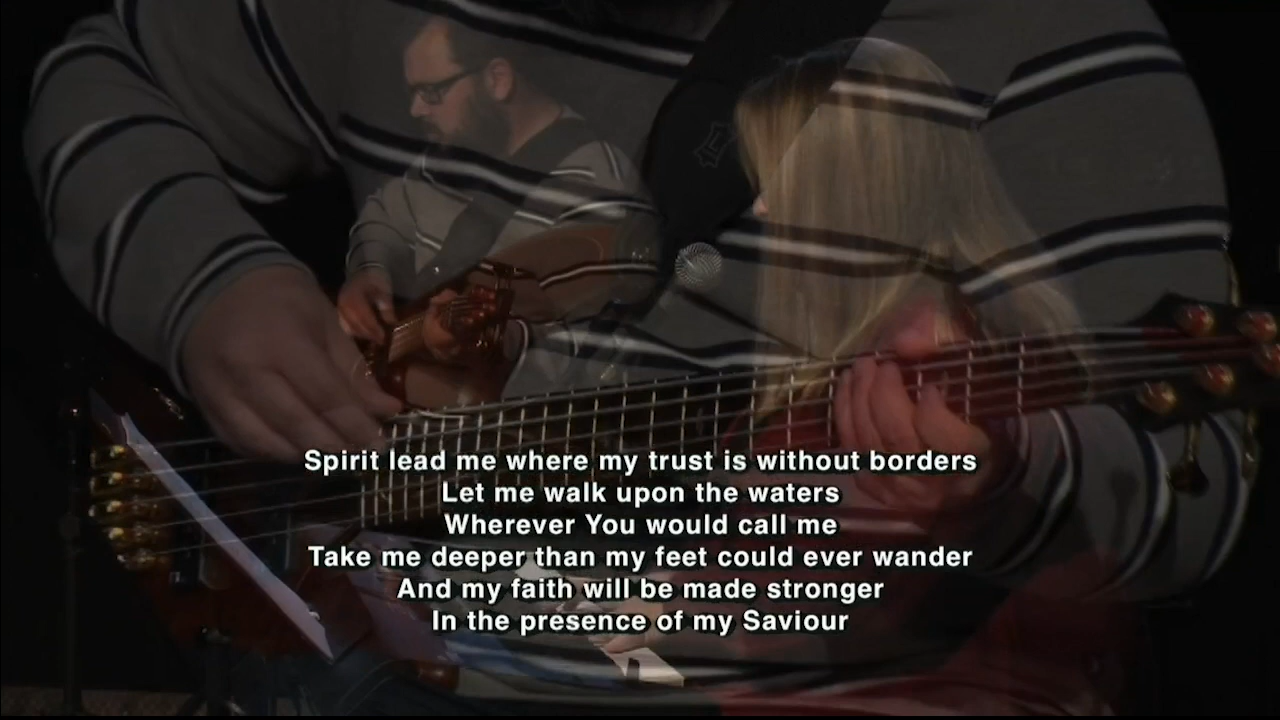 Spirit lead me where my trust is without borders
Let me walk upon the waters
Wherever You would call me
Take me deeper than my feet could ever wander
And my faith will be made stronger
In the presence of my Saviour